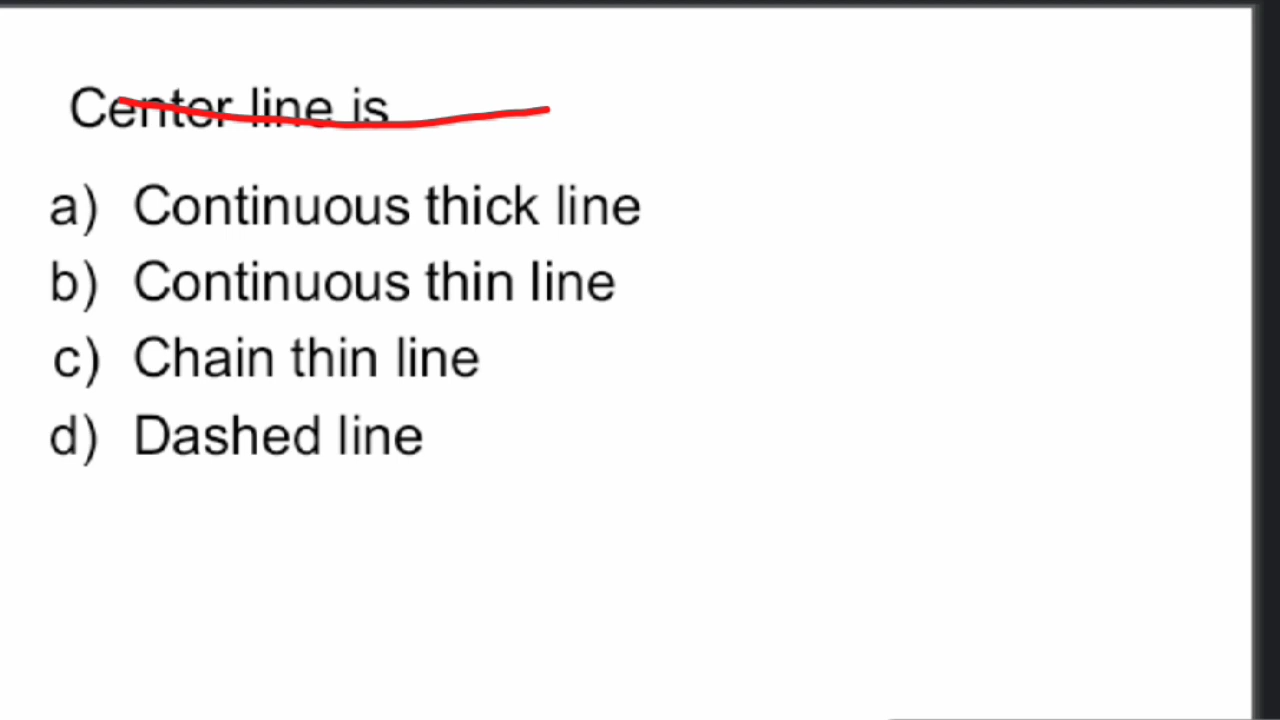 Center line is
a) Continuous thick line
b) Continuous thin line
c) Chain thin line
d) Dashed line